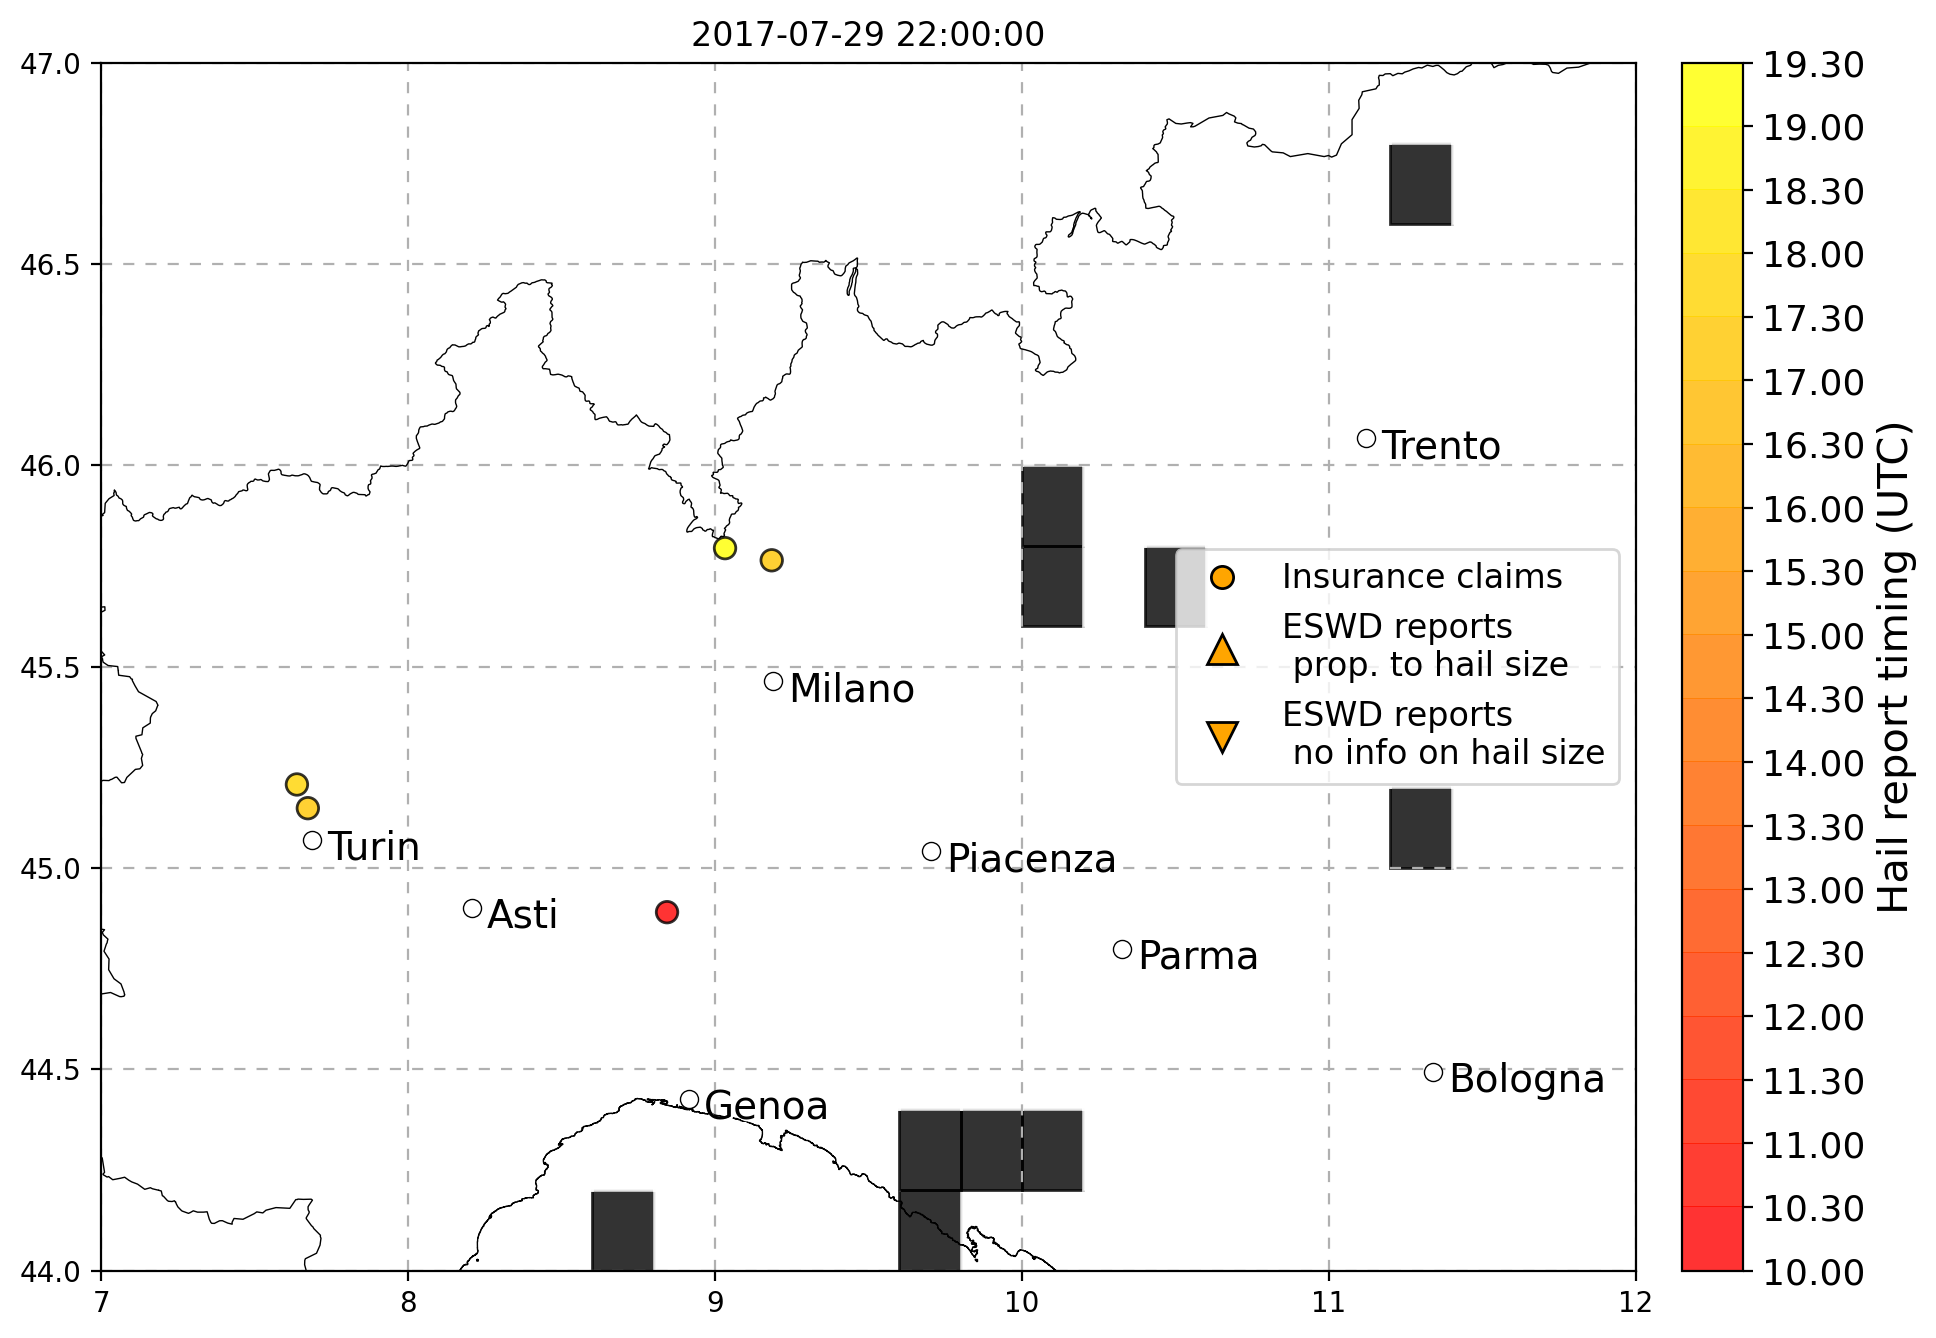 2017-07-29 22:00:00
47.0
46.5
46.0
45.5
45.0
44.5
44.0
7
8
9
10
11
12
Trento
Milano
Turin
Piacenza
Asti
Parma
Bologna
Genoa
Insurance claims
ESWD reports
prop. to hail size
ESWD reports
no info on hail size
19.30
19.00
18.30
18.00
17.30
17.00
16.30
16.00
15.30
15.00
14.30
14.00
13.30
13.00
12.30
12.00
11.30
11.00
10.30
10.00
Hail report timing (UTC)